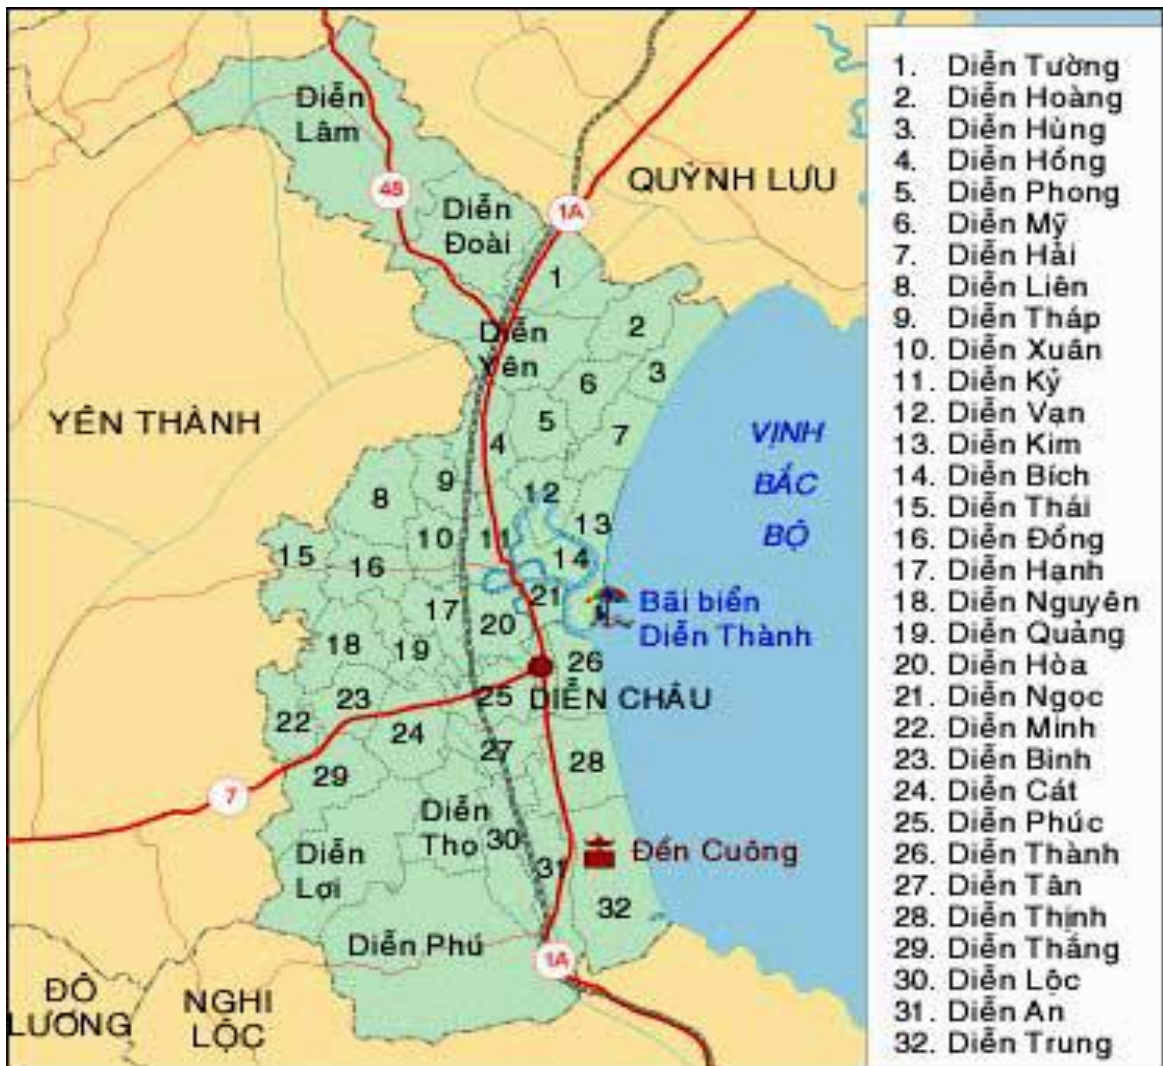 Diễn
Lâm
48
QUỲNH LƯU
Diễn
Đoài
1A
1
2
Diễn
Yên
3
6
YÊN THÀNH
5
7
4
VỊNH
BẮC
BỘ
9
8
12
13
10
11
14
15
16
21
Bãi biển
Diễn Thành
17
20
18
19
26
DIỄN CHÂU
25
23
22
24
27
28
29
7
Diễn
Thọ
30
Đền Cuông
Diễn
Lợi
31
32
Diễn Phú
1A
ĐÔ
LƯƠNG
NGHI
LỘC
1. Diễn Tường
2. Diễn Hoàng
3. Diễn Hùng
4. Diễn Hồng
5. Diễn Phong
6. Diễn Mỹ
7. Diễn Hải
8. Diễn Liên
9. Diễn Tháp
10. Diễn Xuân
11. Diễn Kỷ
12. Diễn Vạn
13. Diễn Kim
14. Diễn Bích
15. Diễn Thái
16. Diễn Đồng
17. Diễn Hạnh
18. Diễn Nguyên
19. Diễn Quảng
20. Diễn Hòa
21. Diễn Ngọc
22. Diễn Minh
23. Diễn Bình
24. Diễn Cát
25. Diễn Phúc
26. Diễn Thành
27. Diễn Tân
28. Diễn Thịnh
29. Diễn Thắng
30. Diễn Lộc
31. Diễn An
32. Diễn Trung